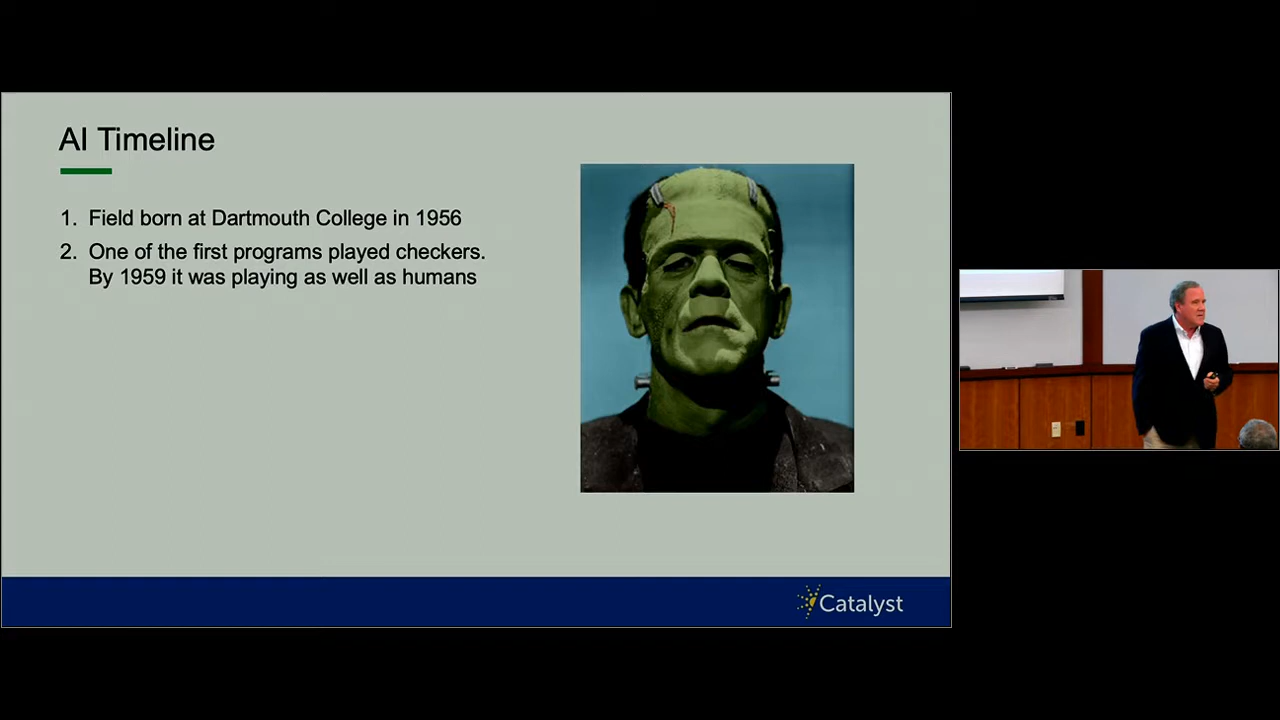 AI Timeline
1. Field born at Dartmouth College in 1956
2. One of the first programs played checkers.
By 1959 it was playing as well as humans
Catalyst